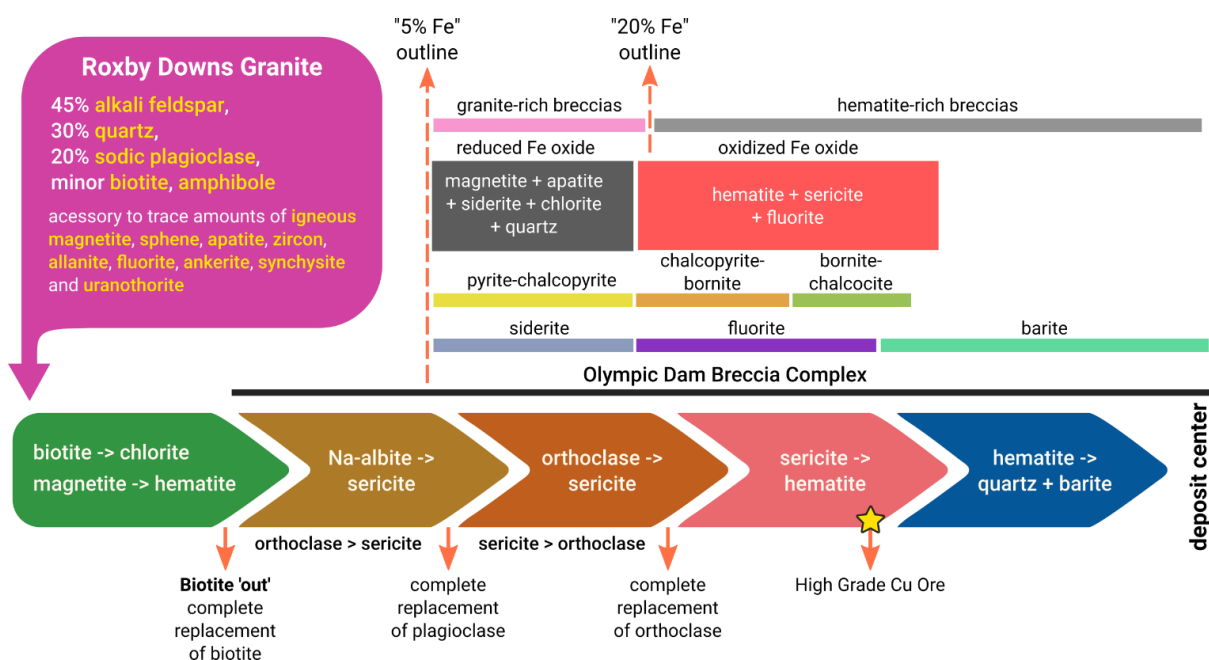 "5% Fe"
outline
"20% Fe"
outline
Roxby Downs Granite
45% alkali feldspar,
30% quartz,
20% sodic plagioclase,
minor biotite, amphibole
acessory to trace amounts of igneous
magnetite, sphene, apatite, zircon,
allanite, fluorite, ankerite, synchysite
and uranothorite
granite-rich breccias
hematite-rich breccias
reduced Fe oxide
oxidized Fe oxide
magnetite + apatite
+ siderite + chlorite
+ quartz
hematite + sericite
+ fluorite
pyrite-chalcopyrite
chalcopyrite-
bornite
bornite-
chalcocite
siderite
fluorite
barite
Olympic Dam Breccia Complex
biotite -> chlorite
magnetite -> hematite
Na-albite ->
sericite
orthoclase ->
sericite
sericite ->
hematite
hematite ->
quartz + barite
deposit center
orthoclase > sericite
sericite > orthoclase
Biotite 'out'
complete
replacement
of biotite
complete
replacement
of plagioclase
complete
replacement
of orthoclase
High Grade Cu Ore